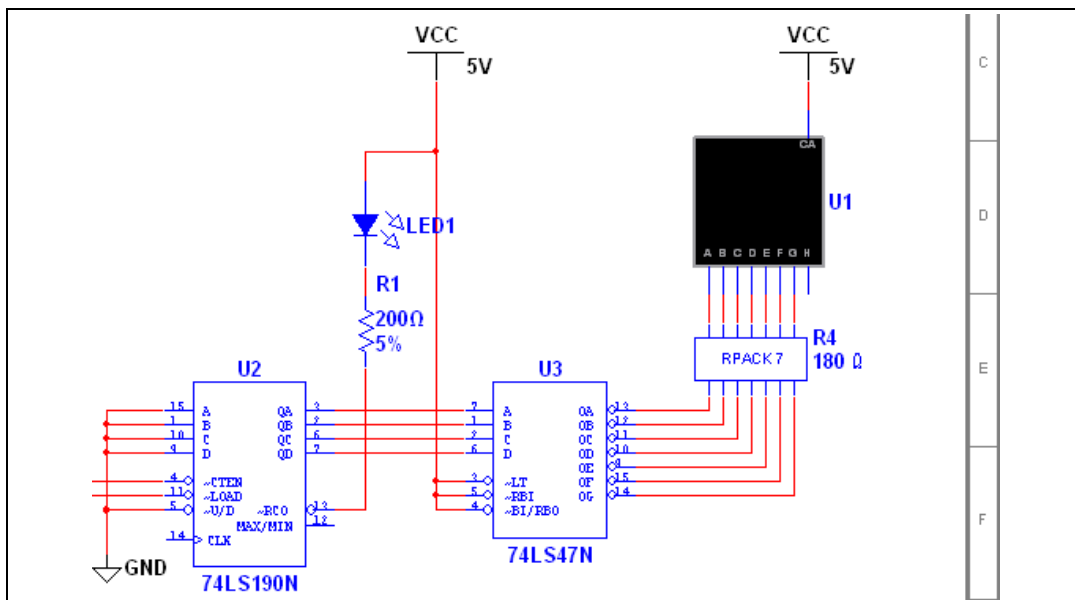 VCC
5V
VCC
5V
C
CA
U1
D
LED1
A B C D E F G H
R1
200Ω
5%
R4
180 Ω
RPACK7
E
U2
U3
15 A QA 3
1 B QB 2
10 C QC 6
9 D QD 7
4 ~CTEN
11 ~LOAD
5 ~U/D ~RCO 13
MAX/MIN 12
14 CLK
7 A OA 13
1 B OB 12
2 C OC 11
6 D OD 10
OE 9
3 ~LT OF 15
5 ~RBI OG 14
4 ~BI/RBO
F
GND
74LS190N
74LS47N